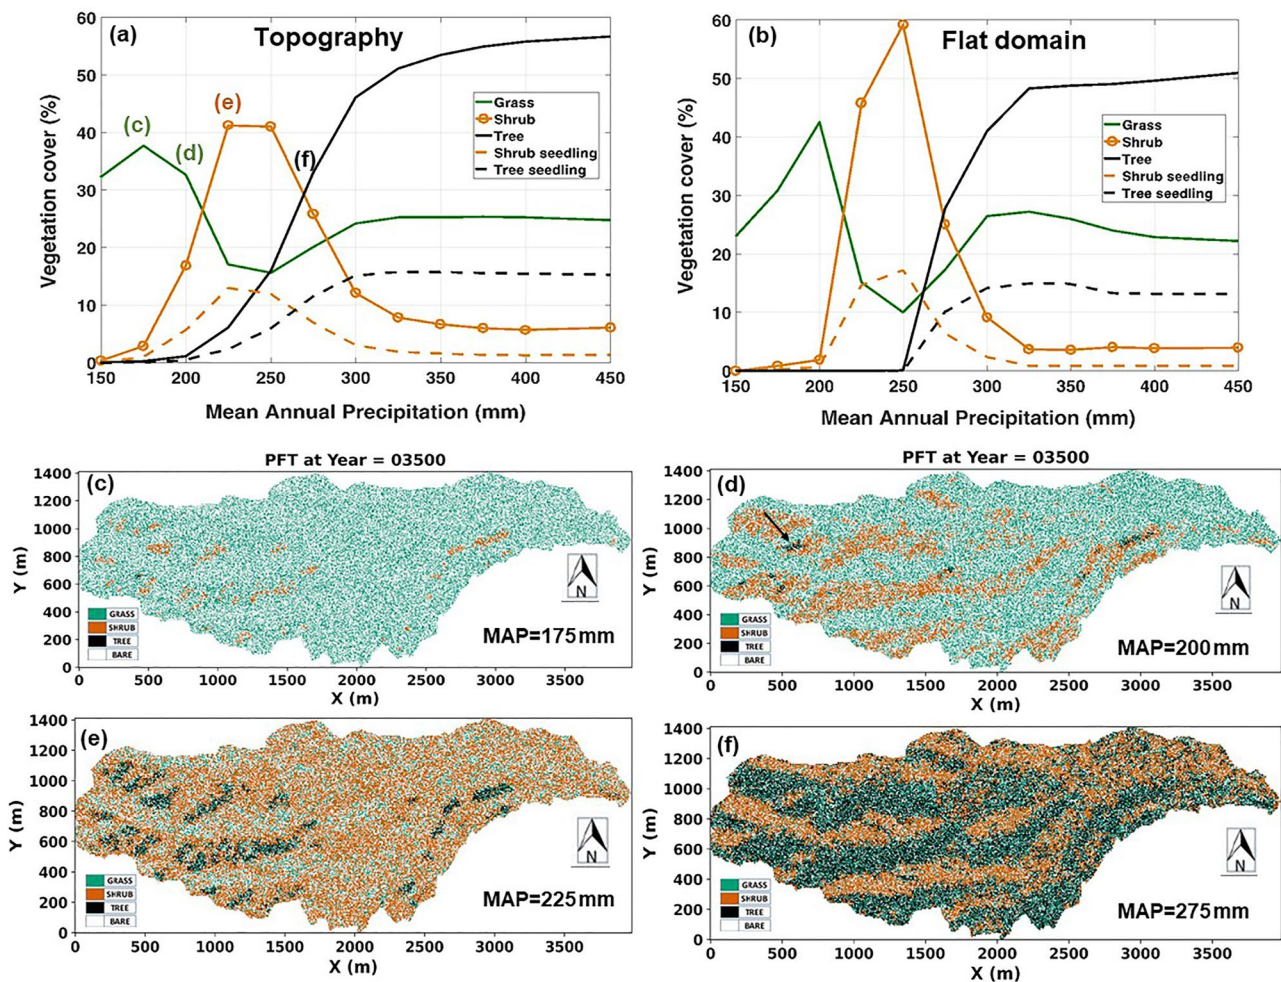 (a)
Topography
60
50
40
30
20
10
0
Vegetation cover (%)
(c)
(d)
(e)
(f)
Grass
Shrub
Tree
Shrub seedling
Tree seedling
150 200 250 300 350 400 450
Mean Annual Precipitation (mm)
(b)
Flat domain
60
50
40
30
20
10
0
Vegetation cover (%)
Grass
Shrub
Tree
Shrub seedling
Tree seedling
150 200 250 300 350 400 450
Mean Annual Precipitation (mm)
PFT at Year = 03500
(c)
1400
1200
1000
800
600
400
200
0
Y (m)
N
GRASS
SHRUB
TREE
BARE
MAP=175mm
0 500 1000 1500 2000 2500 3000 3500
X (m)
PFT at Year = 03500
(d)
1400
1200
1000
800
600
400
200
0
Y (m)
N
GRASS
SHRUB
TREE
BARE
MAP=200mm
0 500 1000 1500 2000 2500 3000 3500
X (m)
(e)
1400
1200
1000
800
600
400
200
0
Y (m)
N
GRASS
SHRUB
TREE
BARE
MAP=225mm
0 500 1000 1500 2000 2500 3000 3500
X (m)
(f)
1400
1200
1000
800
600
400
200
0
Y (m)
N
GRASS
SHRUB
TREE
BARE
MAP=275mm
0 500 1000 1500 2000 2500 3000 3500
X (m)